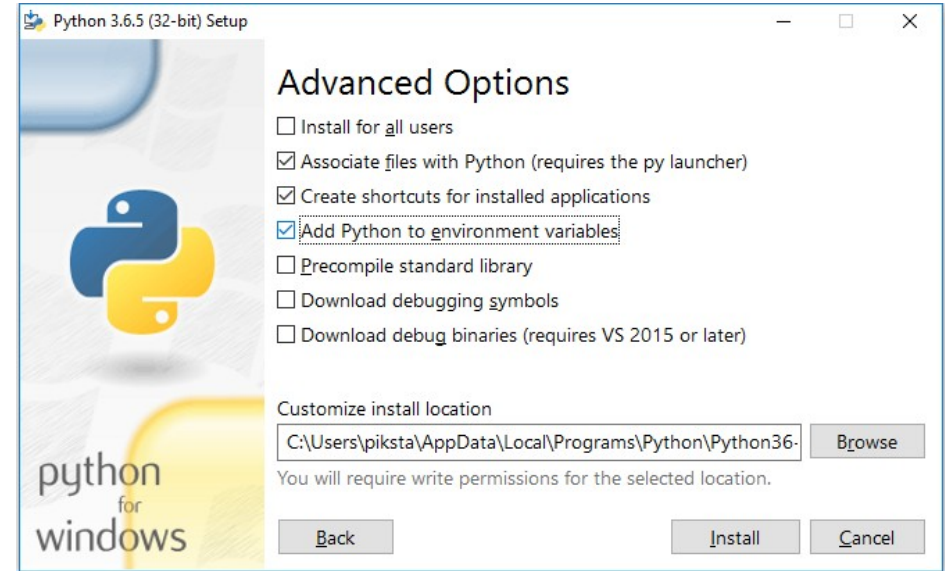 Python 3.6.5 (32-bit) Setup
Advanced Options
Install for all users
Associate files with Python (requires the py launcher)
Create shortcuts for installed applications
Add Python to environment variables
Precompile standard library
Download debugging symbols
Download debug binaries (requires VS 2015 or later)
Customize install location
C:\Users\piksta\AppData\Local\Programs\Python\Python36- Browse
You will require write permissions for the selected location.
python
for
windows
Back Install Cancel